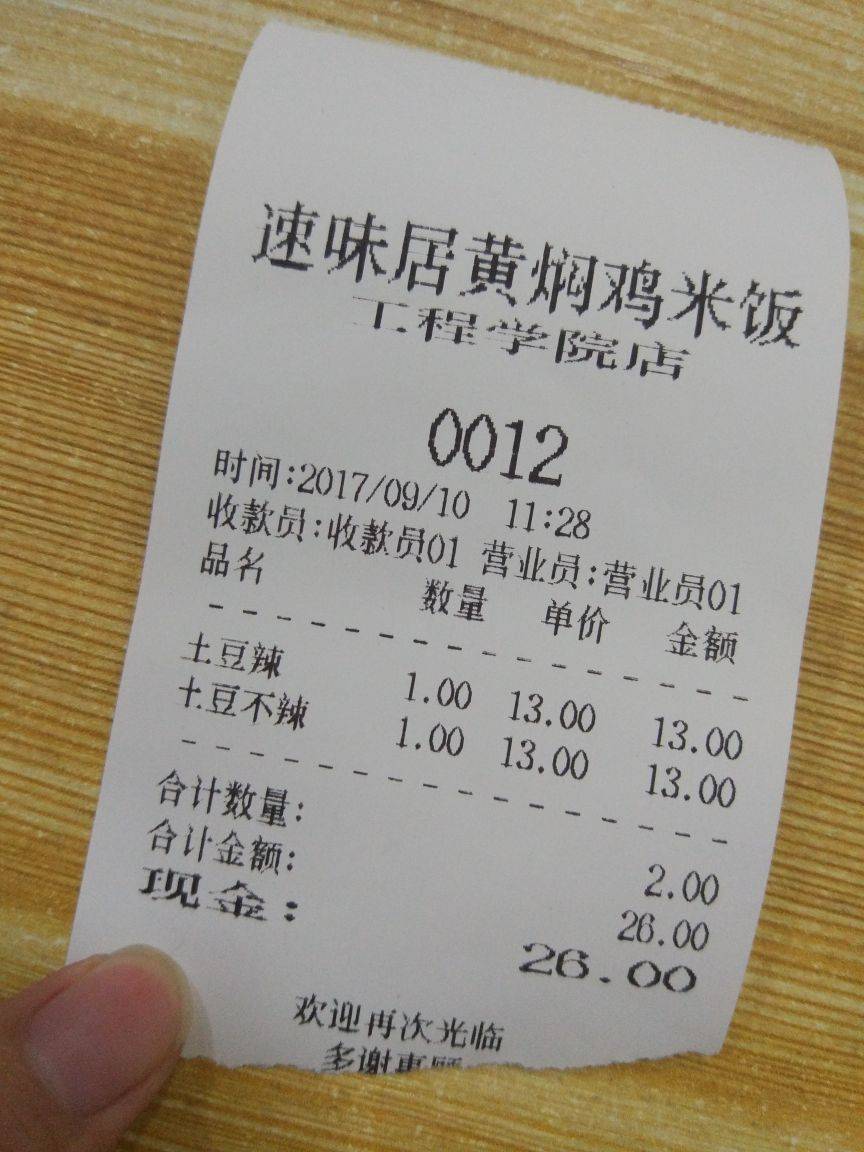 速味居黄焖鸡米饭
工程学院店
0012
时间:2017/09/10 11:28
收款员:收款员01 营业员:营业员01
品名 数量 单价 金额
土豆辣 1.00 13.00 13.00
土豆不辣 1.00 13.00 13.00
合计数量: 2.00
合计金额: 26.00
现金: 26.00
欢迎再次光临
多谢惠顾